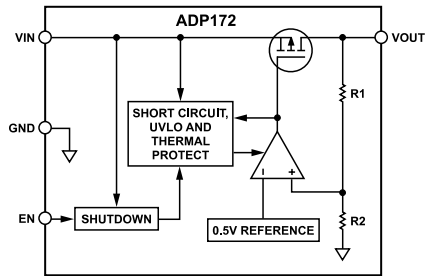 ADP172
VIN
VOUT
R1
GND
SHORT CIRCUIT,
UVLO AND
THERMAL
PROTECT
− +
EN
SHUTDOWN
0.5V REFERENCE
R2